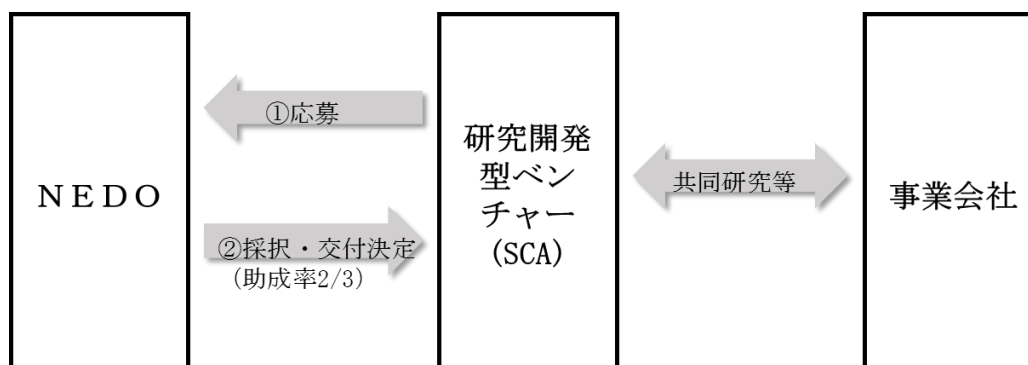 ＮＥＤＯ
①応募
②採択・交付決定
(助成率2/3)
研究開発
型ベン
チャー
(SCA)
共同研究等
事業会社